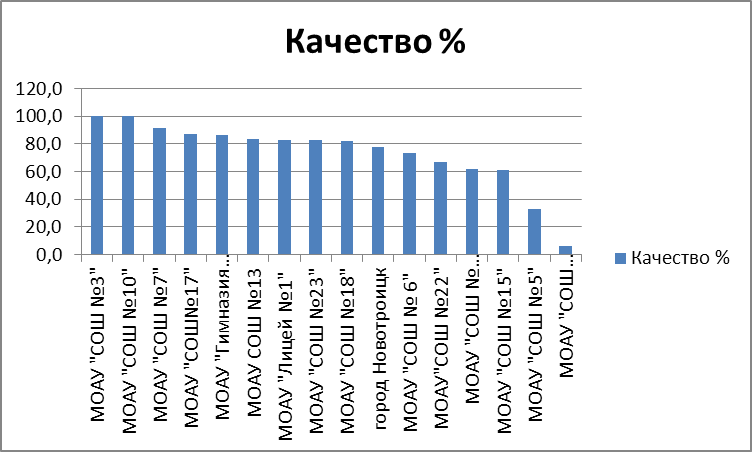 Качество %
120,0
100,0
80,0
60,0
40,0
20,0
0,0
МОАУ "СОШ №3"
МОАУ "СОШ №10"
МОАУ "СОШ №7"
МОАУ "СОШ№17"
МОАУ "Гимназия…
МОАУ СОШ №13
МОАУ "Лицей №1"
МОАУ "СОШ №23"
МОАУ "СОШ №18"
город Новотроицк
МОАУ "СОШ № 6"
МОАУ"СОШ №22"
МОАУ "СОШ №…
МОАУ "СОШ №15"
МОАУ "СОШ №5"
МОАУ "СОШ…
Качество %